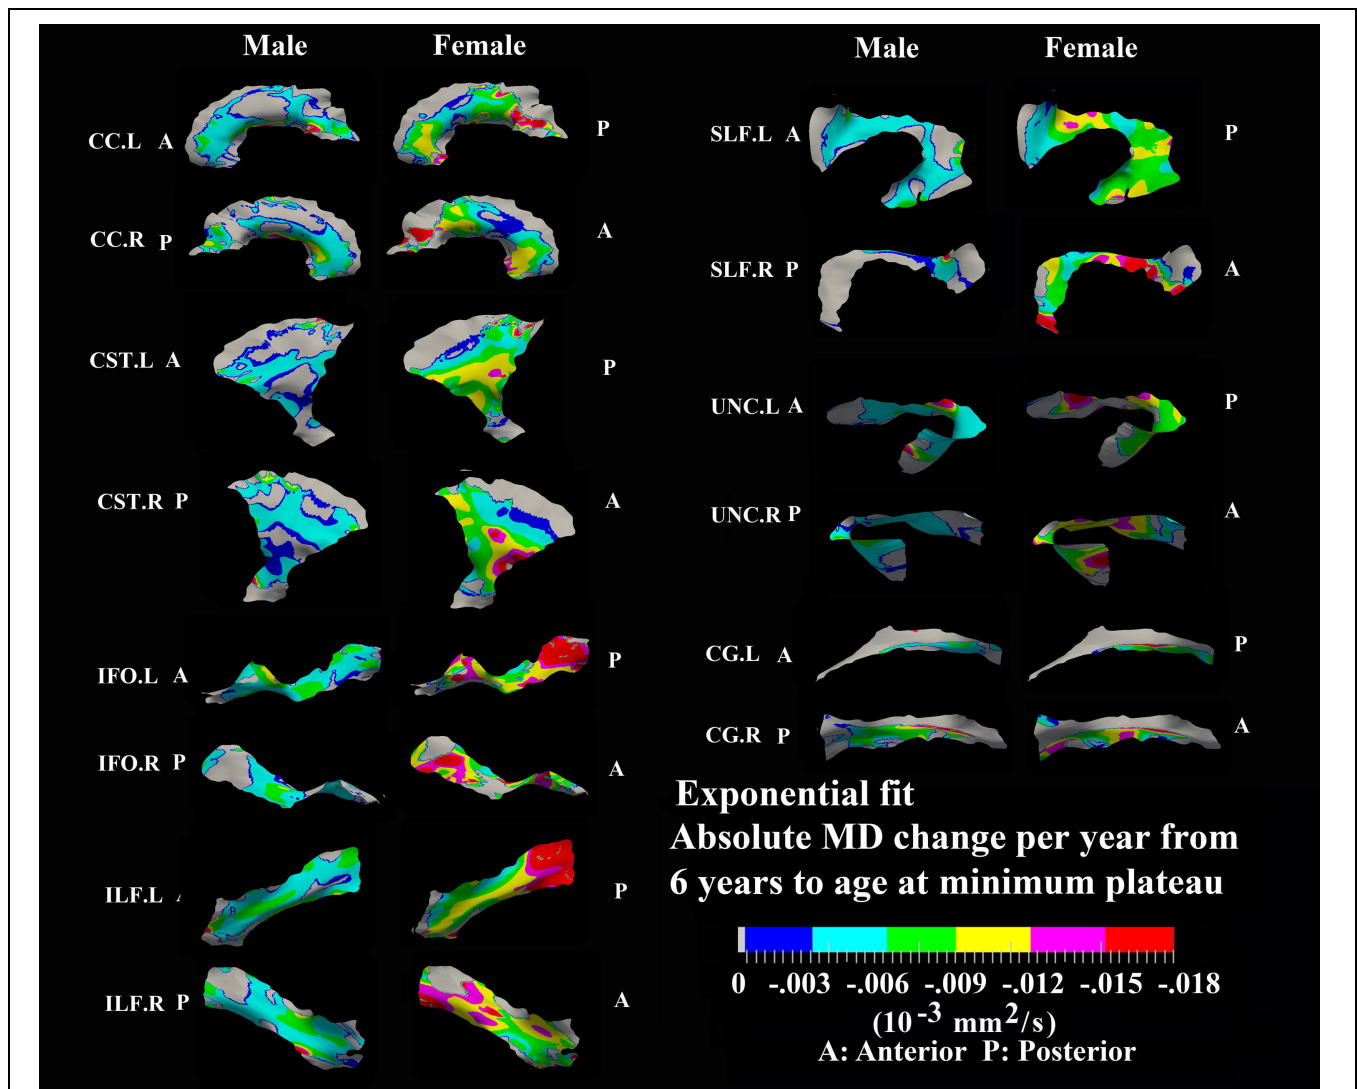 Male Female
CC.L A P
CC.R P A
CST.L A P
CST.R P A
IFO.L A P
IFO.R P A
ILF.L P
ILF.R P A
Male Female
SLF.L A P
SLF.R P A
UNC.L A P
UNC.R P A
CG.L A P
CG.R P A
Exponential fit
Absolute MD change per year from
6 years to age at minimum plateau
0 -.003 -.006 -.009 -.012 -.015 -.018
(10⁻³ mm²/s)
A: Anterior P: Posterior